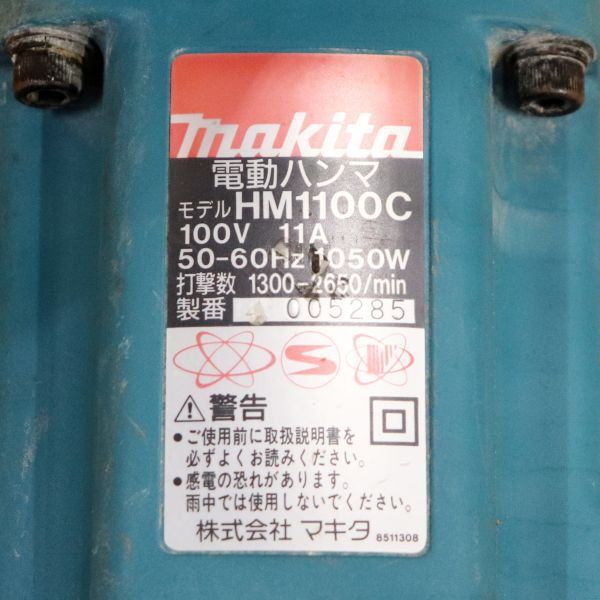 makita
電動ハンマ
モデル HM1100C
100V 11A
50-60Hz 1050W
打撃数 1300-2650/min
製番 005285
警告
●ご使用前に取扱説明書を
必ずよくお読みください。
●感電の恐れがあります。
雨中では使用しないでください。
株式会社 マキタ
8511308